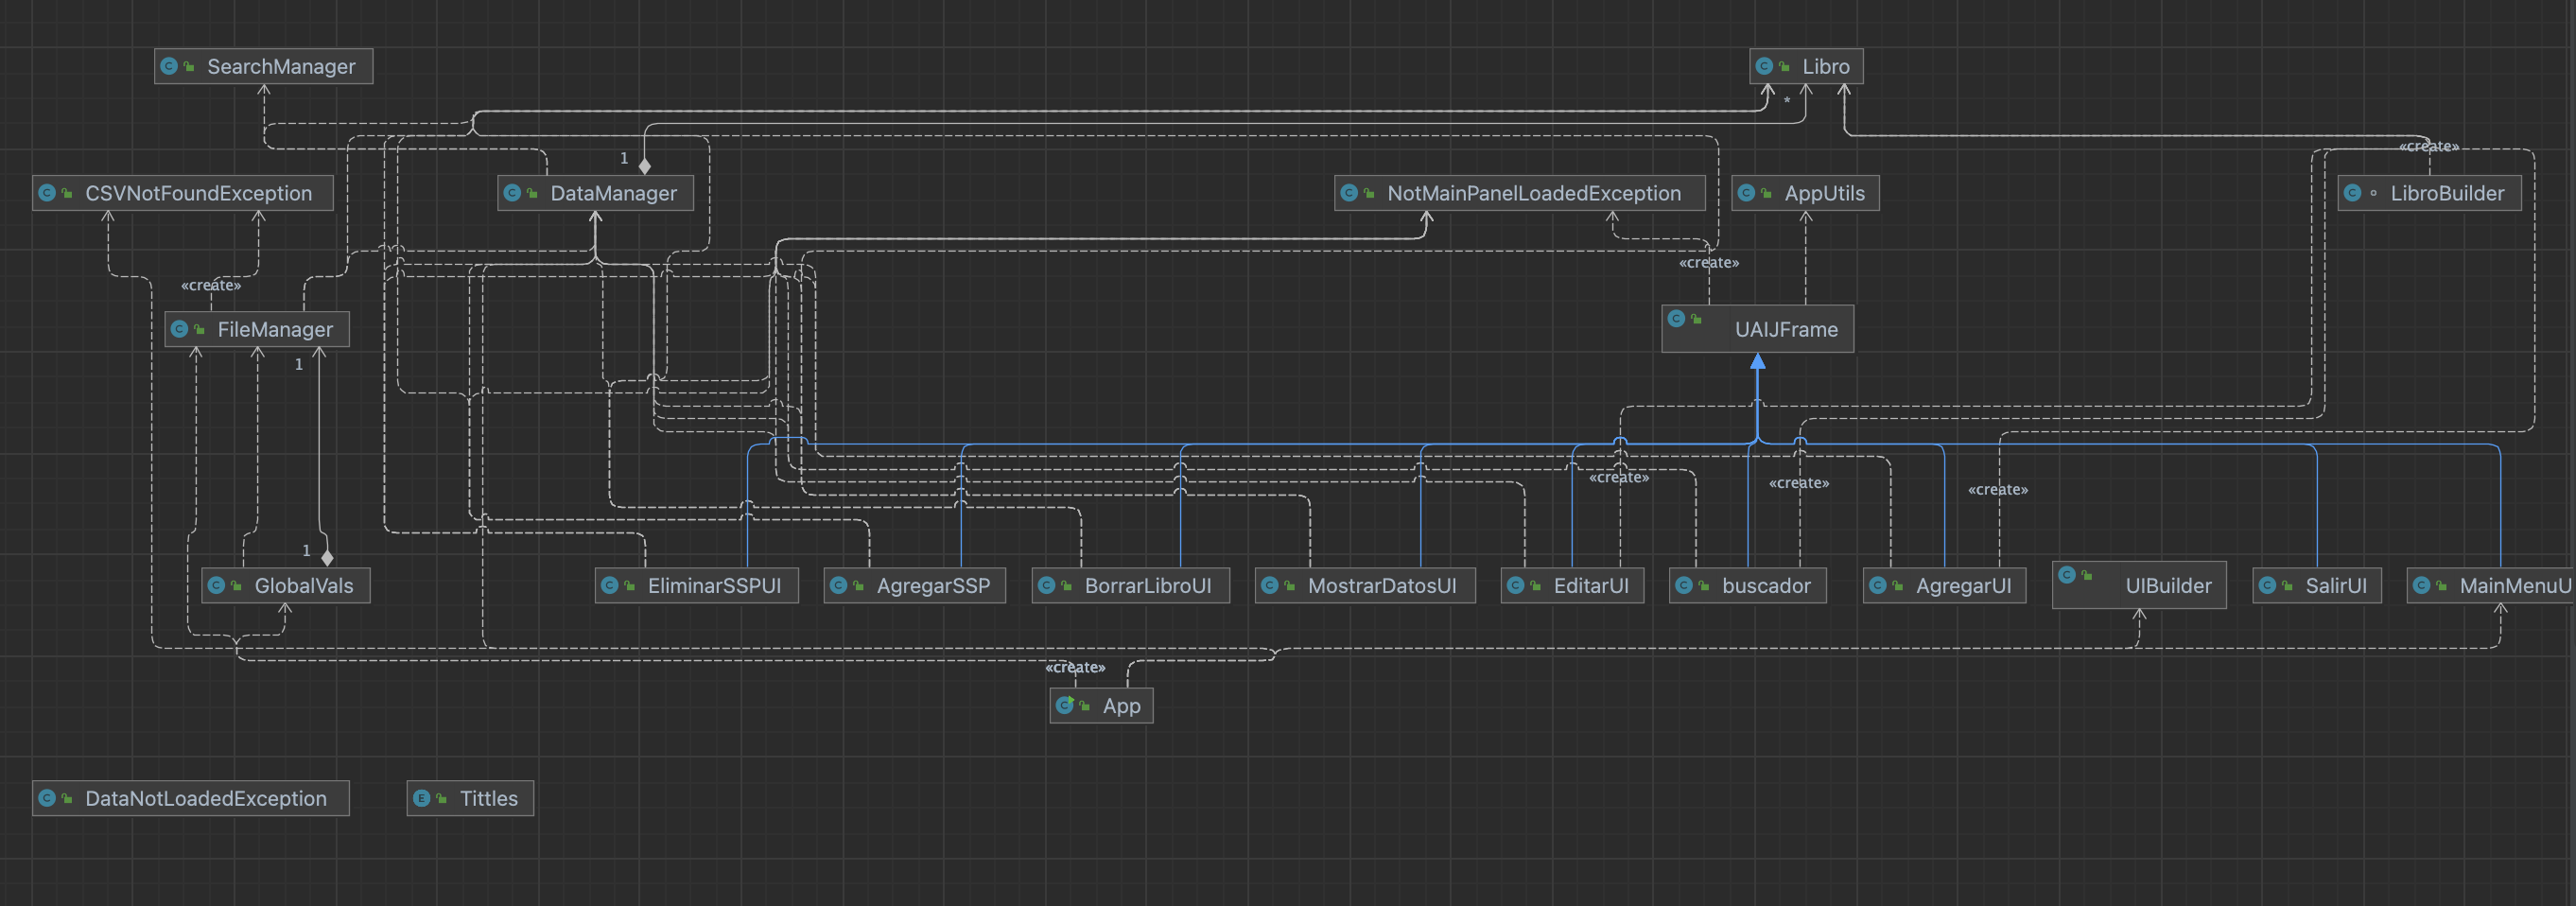 SearchManager
Libro
*
1
CSVNotFoundException
DataManager
NotMainPanelLoadedException
AppUtils
«create»
LibroBuilder
«create»
«create»
FileManager
UAIJFrame
1
«create»
«create»
«create»
1
GlobalVals
EliminarSSPUI
AgregarSSP
BorrarLibroUI
MostrarDatosUI
EditarUI
buscador
AgregarUI
UIBuilder
SalirUI
MainMenuU
«create»
App
DataNotLoadedException
Tittles